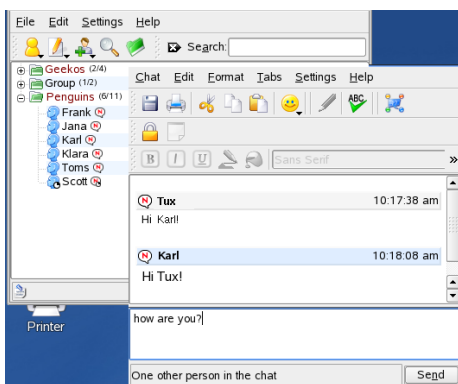 File Edit Settings Help
Search:
Geekos (2/4)
Group (1/2)
Penguins (6/11)
Frank N
Jana N
Karl N
Klara N
Toms N
Scott N
Chat Edit Format Tabs Settings Help
ABC
B I U Sans Serif »
N Tux 10:17:38 am
Hi Karl!
N Karl 10:18:08 am
Hi Tux!
Printer
how are you?
One other person in the chat Send